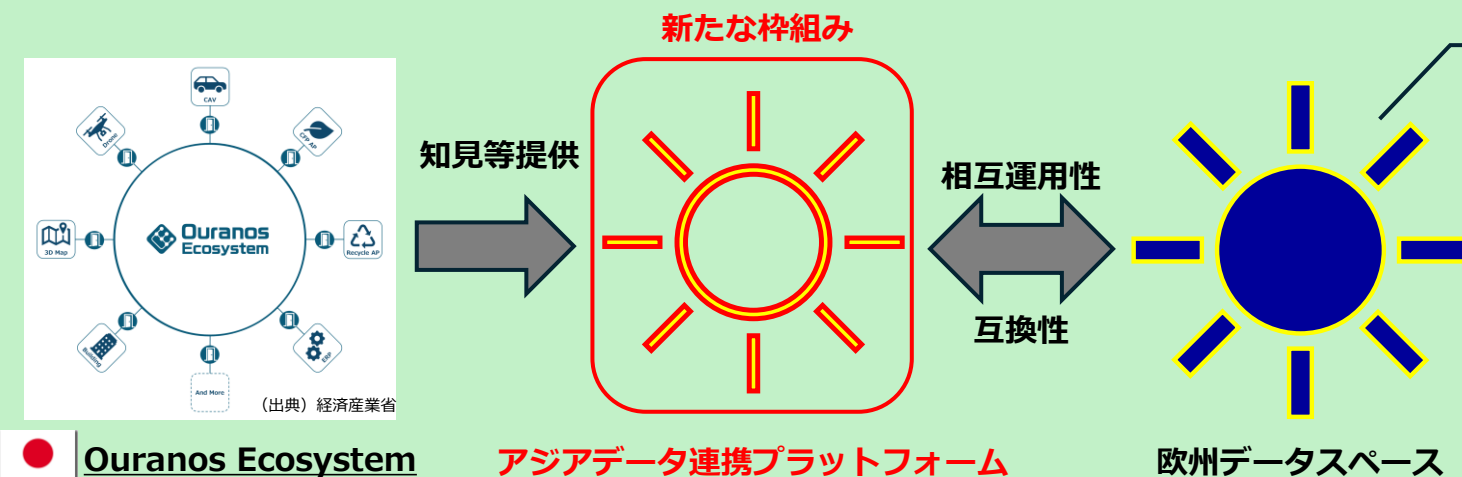 新たな枠組み
CAV
Drone
CFP AP
知見等提供
相互運用性
3D Map
Ouranos
Ecosystem
Recycle AP
互換性
Building
ERP
And More
（出典）経済産業省
Ouranos Ecosystem
アジアデータ連携プラットフォーム
欧州データスペース